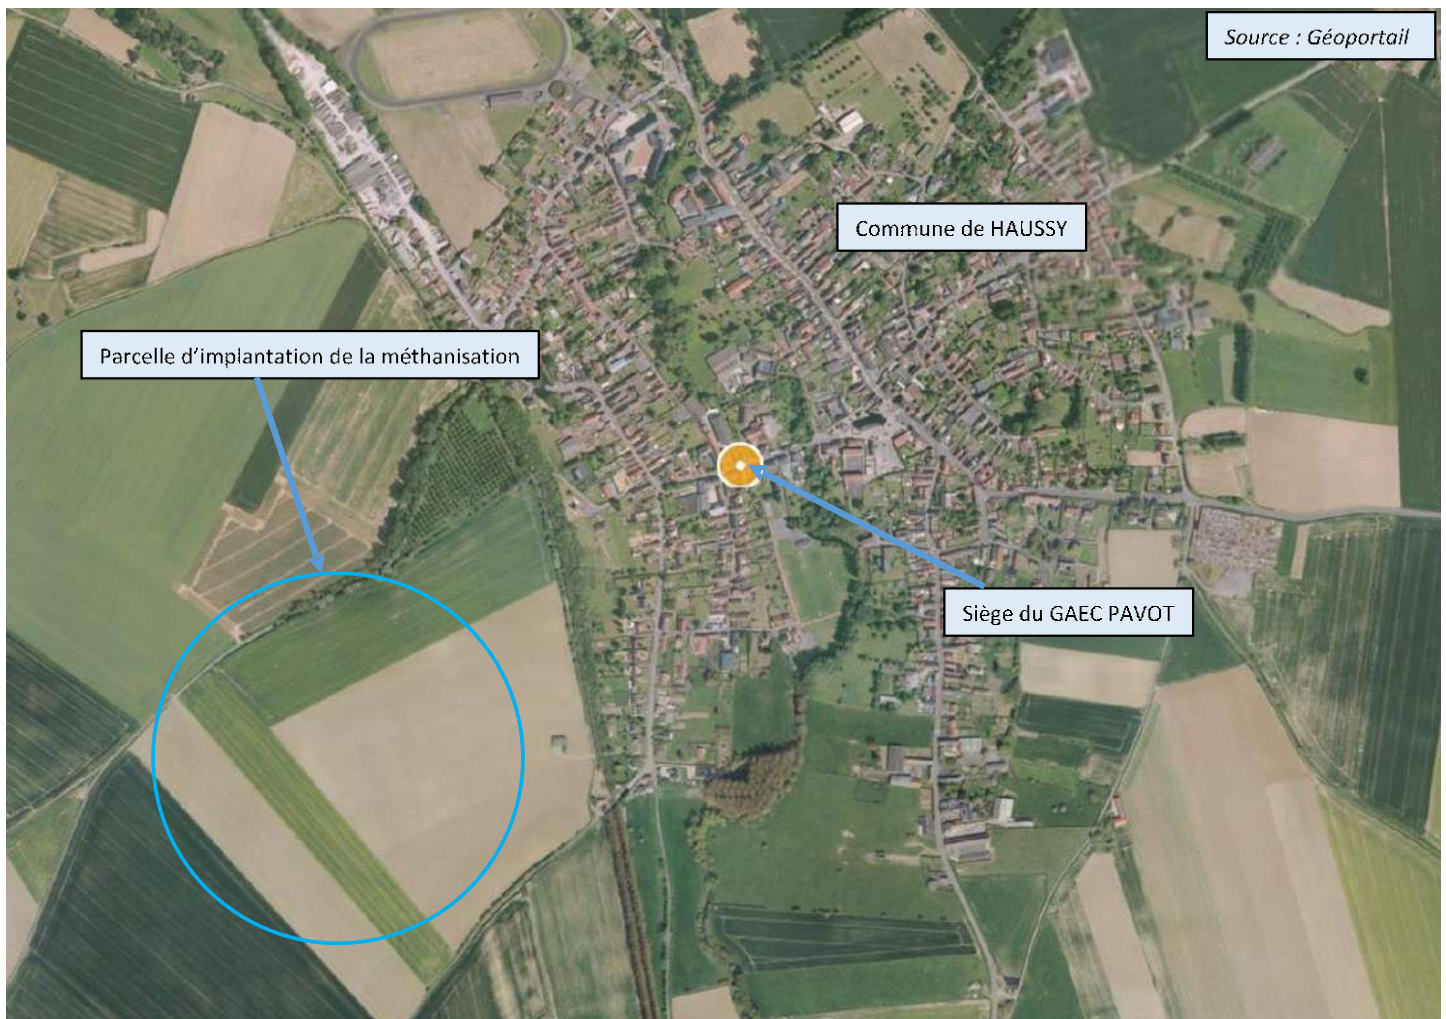 Source : Géoportail
Commune de HAUSSY
Parcelle d'implantation de la méthanisation
Siège du GAEC PAVOT